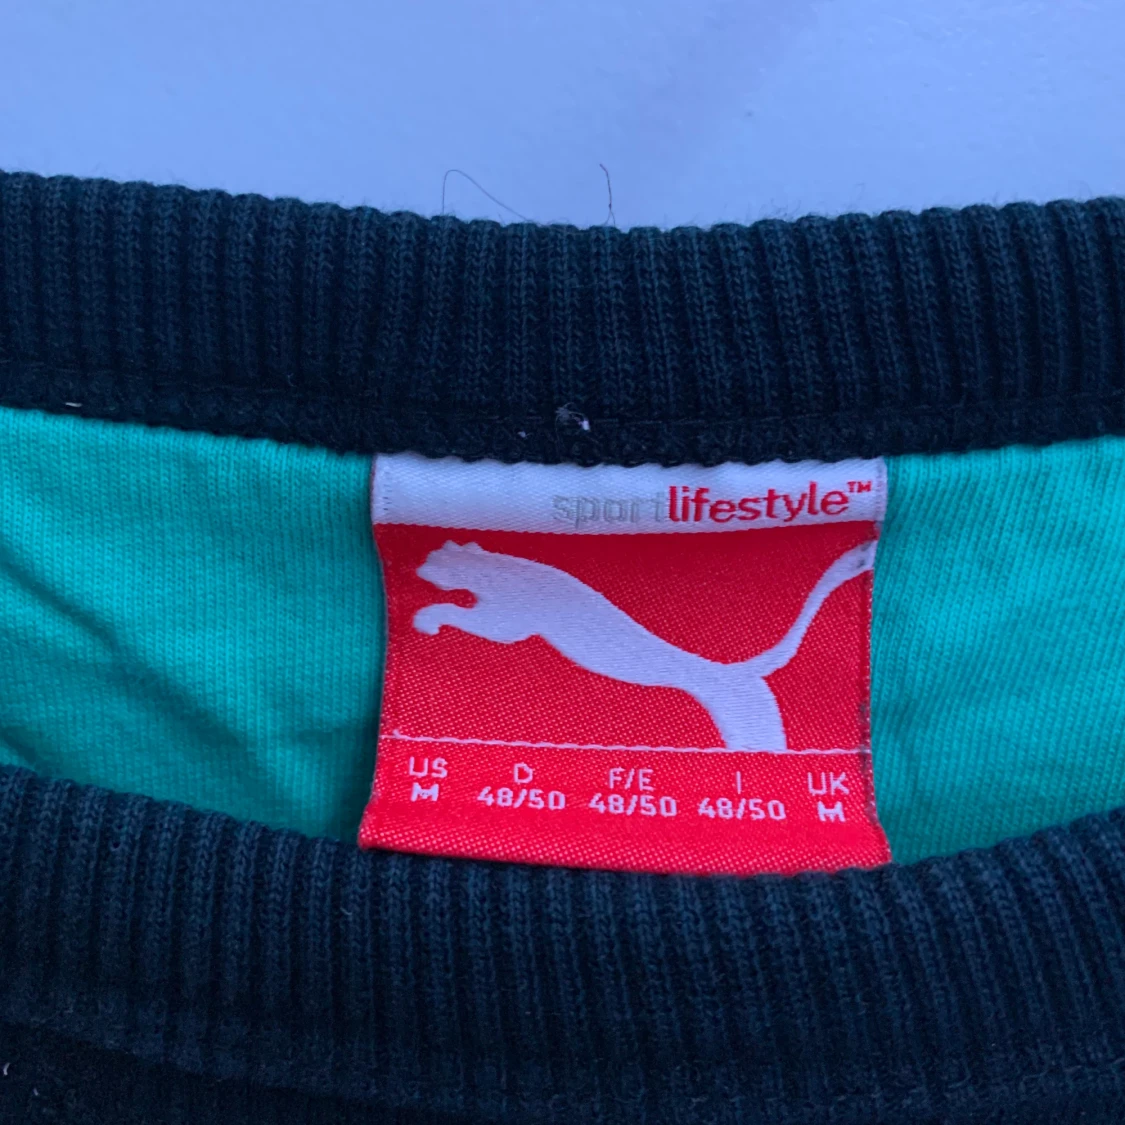 sportlifestyle™
US D F/E I UK
M 48/50 48/50 48/50 M